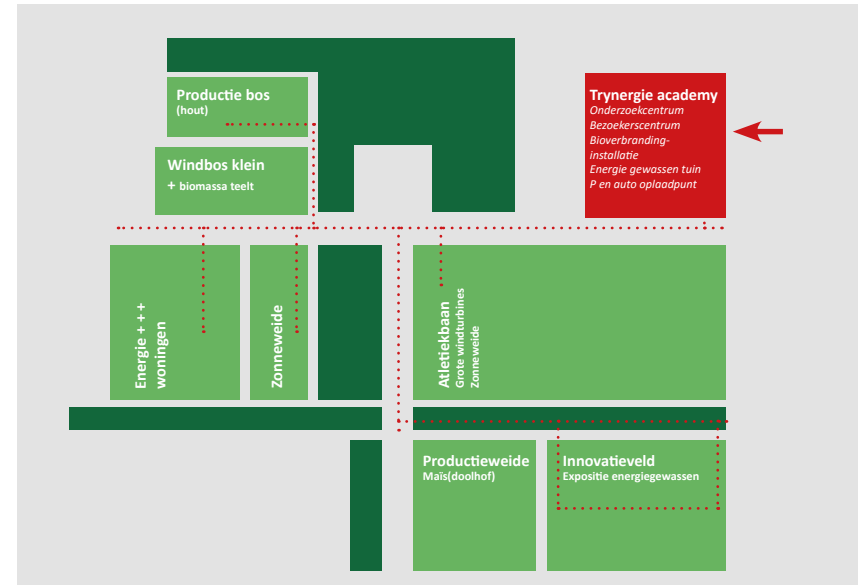 Productie bos
(hout)
Windbos klein
+ biomassa teelt
Trynergie academy
Onderzoekcentrum
Bezoekerscentrum
Bioverbranding-
installatie
Energie gewassen tuin
P en auto oplaadpunt
Energie + + +
woningen
Zonneweide
Atletiekbaan
Grote windturbines
Zonneweide
Productieweide
Maïs(doolhof)
Innovatieveld
Expositie energiegewassen